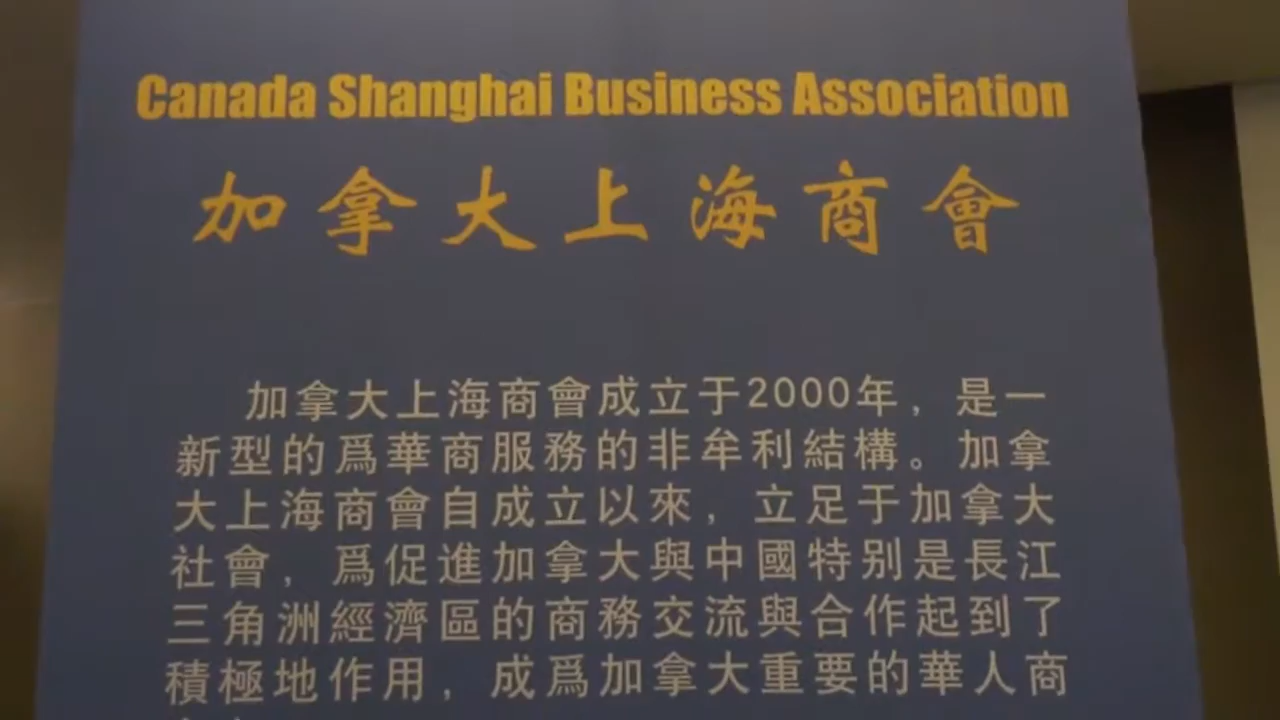 Canada Shanghai Business Association
加拿大上海商會
加拿大上海商會成立于2000年，是一
新型的爲華商服務的非牟利結構。加拿
大上海商會自成立以來，立足于加拿大
社會，爲促進加拿大與中國特别是長江
三角洲經濟區的商務交流與合作起到了
積極地作用，成爲加拿大重要的華人商